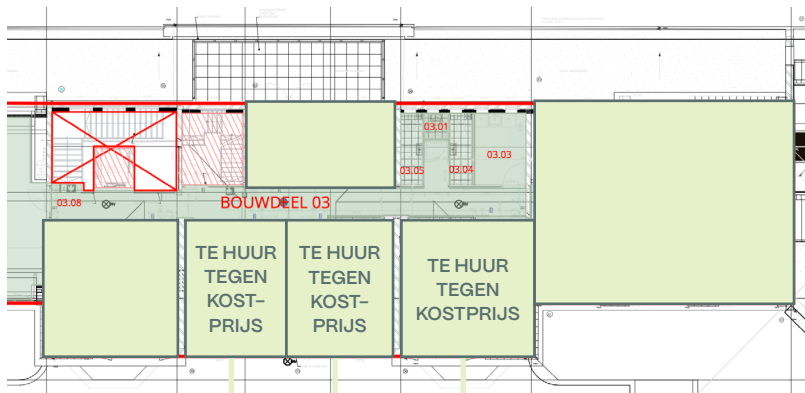 03.01
03.03
03.05
03.04
03.08
BOUWDEEL 03
TE HUUR
TEGEN
KOST–
PRIJS
TE HUUR
TEGEN
KOST–
PRIJS
TE HUUR
TEGEN
KOSTPRIJS